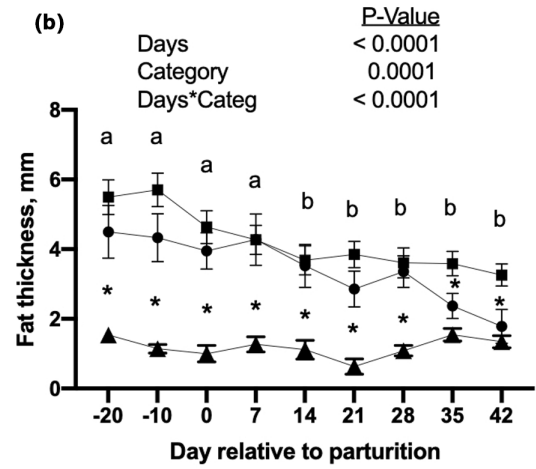 (b)
P-Value
Days < 0.0001
Category 0.0001
Days*Categ < 0.0001
8
a a
a a
6
b b b b b
Fat thickness, mm
4
* * * * * * * * *
2
0
-20 -10 0 7 14 21 28 35 42
Day relative to parturition